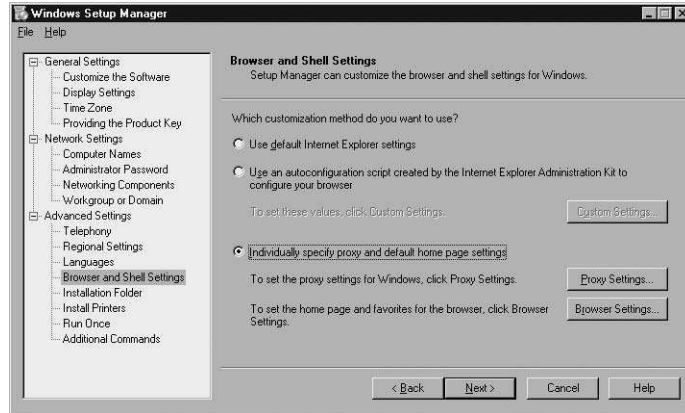 Windows Setup Manager
File Help
General Settings
Customize the Software
Display Settings
Time Zone
Providing the Product Key
Network Settings
Computer Names
Administrator Password
Networking Components
Workgroup or Domain
Advanced Settings
Telephony
Regional Settings
Languages
Browser and Shell Settings
Installation Folder
Install Printers
Run Once
Additional Commands
Browser and Shell Settings
Setup Manager can customize the browser and shell settings for Windows.
Which customization method do you want to use?
Use default Internet Explorer settings
Use an autoconfiguration script created by the Internet Explorer Administration Kit to
configure your browser
To set these values, click Custom Settings.
Custom Settings...
Individually specify proxy and default home page settings
To set the proxy settings for Windows, click Proxy Settings.
Proxy Settings...
To set the home page and favorites for the browser, click Browser
Settings.
Browser Settings...
< Back
Next >
Cancel
Help